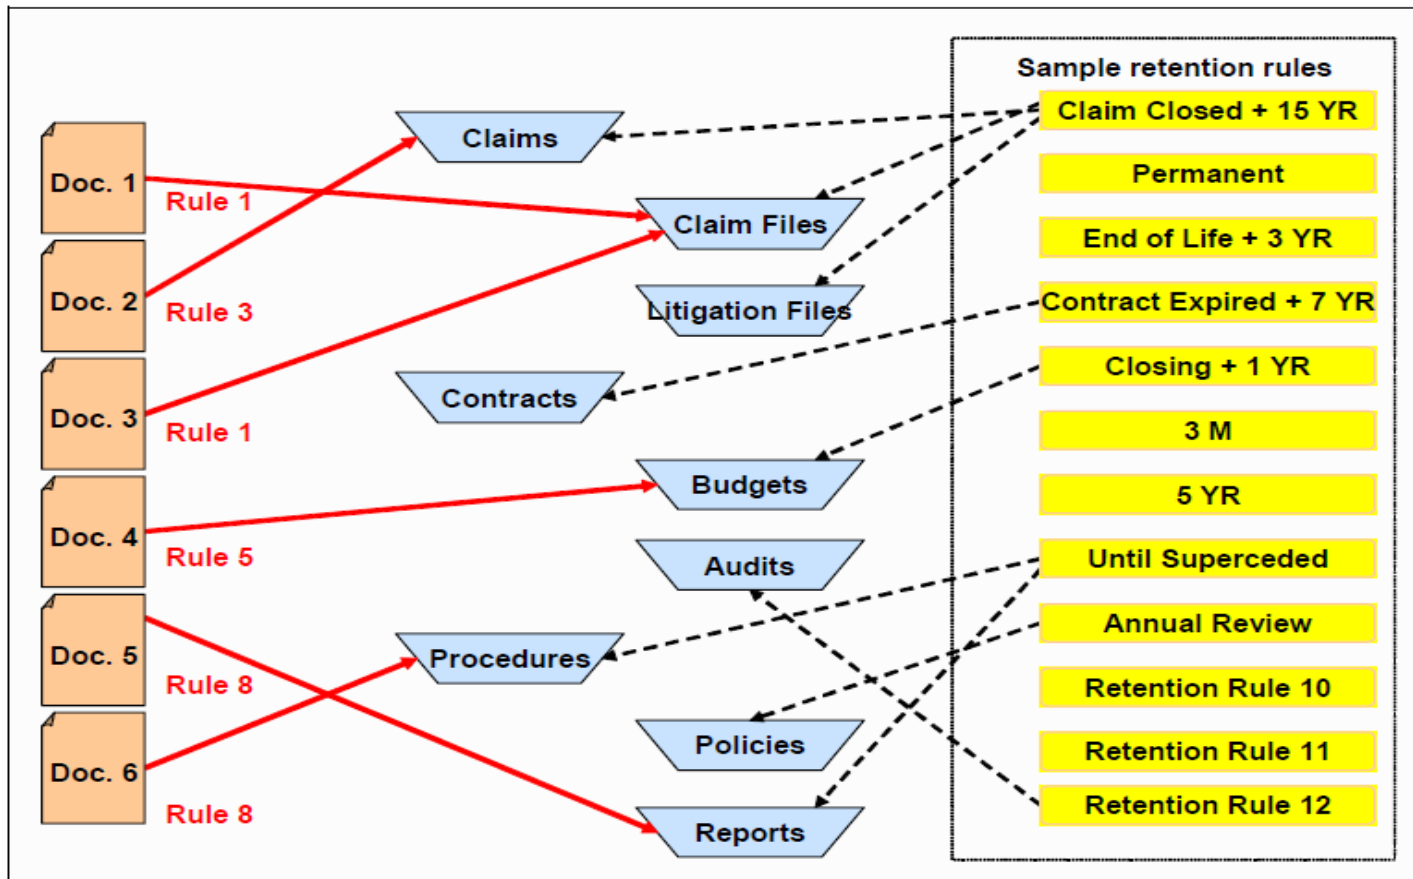 Sample retention rules
Doc. 1
Rule 1
Doc. 2
Rule 3
Doc. 3
Rule 1
Doc. 4
Rule 5
Doc. 5
Rule 8
Doc. 6
Rule 8
Claims
Claim Files
Litigation Files
Contracts
Budgets
Audits
Procedures
Policies
Reports
Claim Closed + 15 YR
Permanent
End of Life + 3 YR
Contract Expired + 7 YR
Closing + 1 YR
3 M
5 YR
Until Superceded
Annual Review
Retention Rule 10
Retention Rule 11
Retention Rule 12